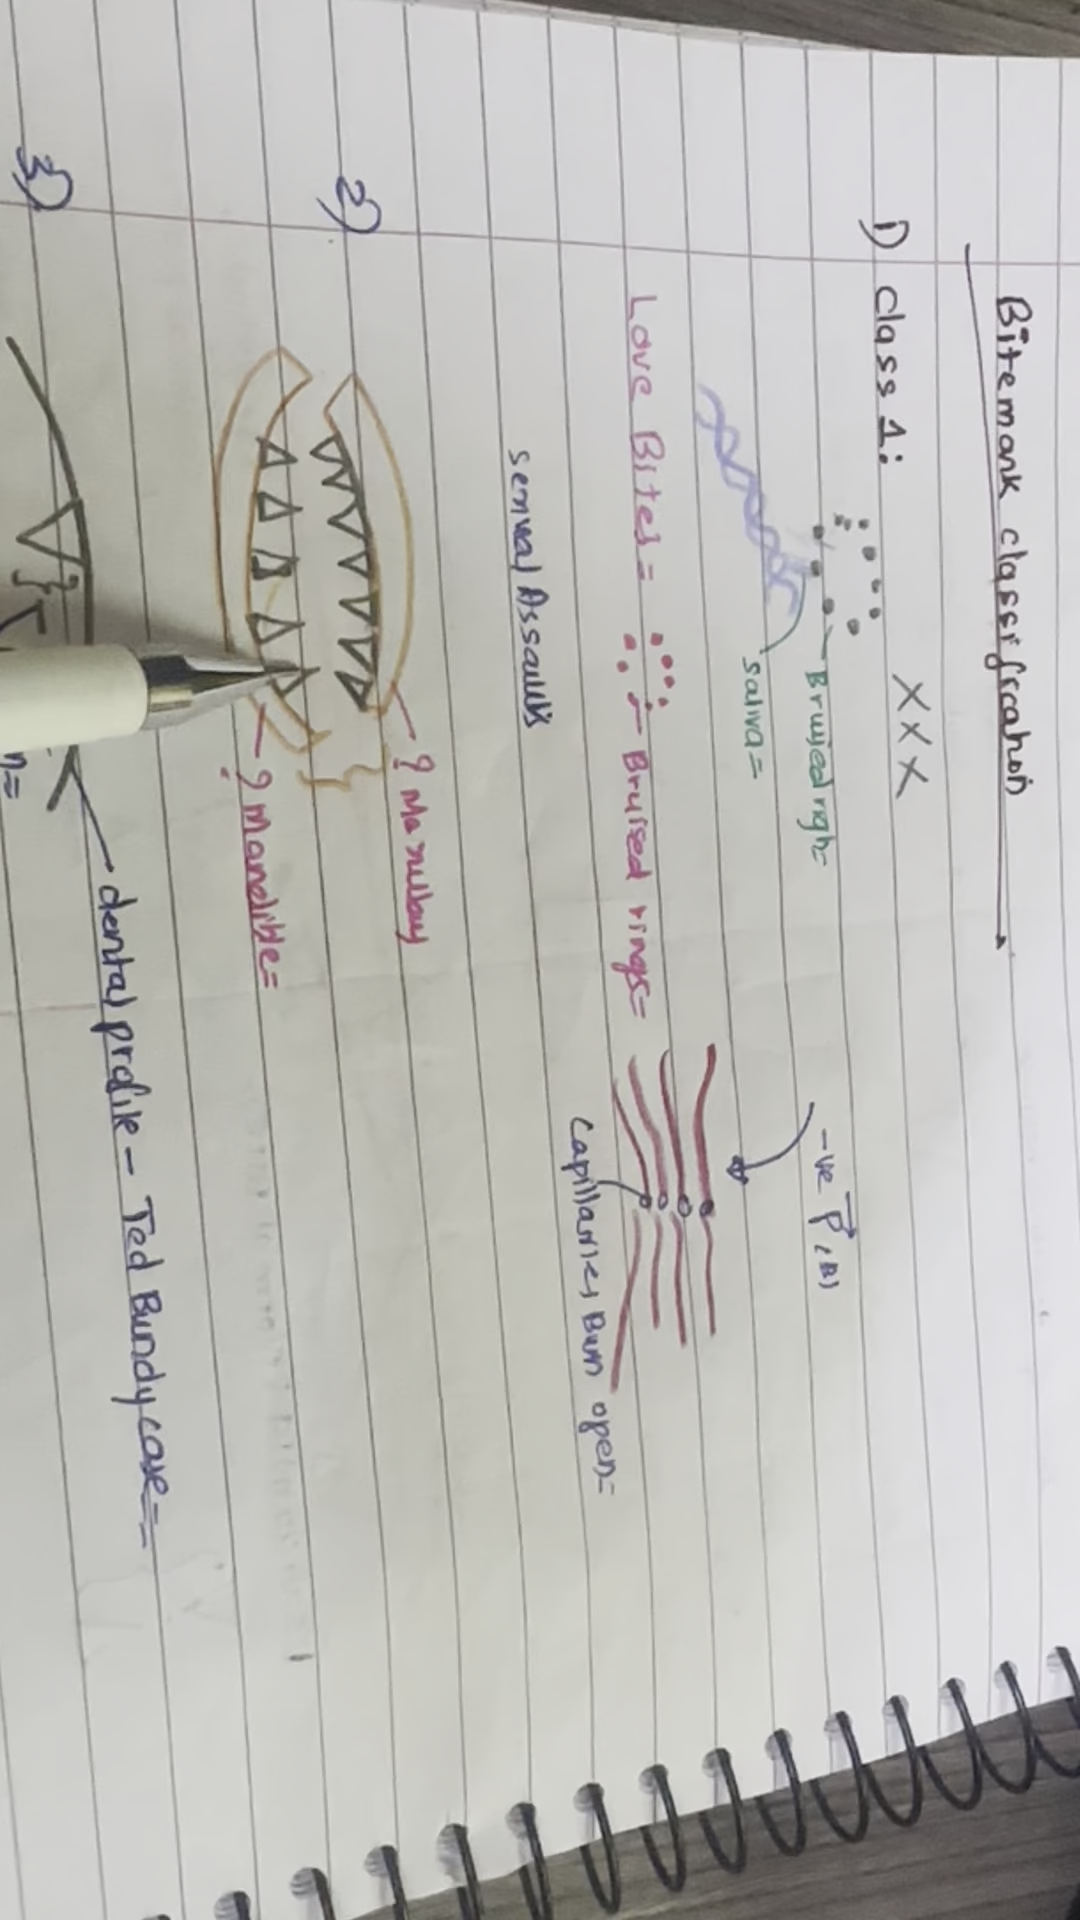 Bitemark classification
1) Class 1:
XXX
Bruised righ=
-ve P, (B)
saliva=
Love Bites = Bruised rings=
Capillaries Burn open=
sexual Assaults
2)
? Maxillary
? Mandible=
3)
dental profile - Ted Bundy case=
n=